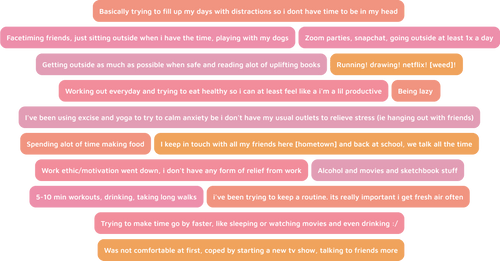 Basically trying to fill up my days with distractions so i dont have time to be in my head
Facetiming friends, just sitting outside when i have the time, playing with my dogs
Zoom parties, snapchat, going outside at least 1x a day
Getting outside as much as possible when safe and reading alot of uplifting books
Running! drawing! netflix! [weed]!
Working out everyday and trying to eat healthy so i can at least feel like a i'm a lil productive
Being lazy
I've been using excise and yoga to try to calm anxiety be i don't have my usual outlets to relieve stress (ie hanging out with friends)
Spending alot of time making food
I keep in touch with all my friends here [hometown] and back at school, we talk all the time
Work ethic/motivation went down, i don't have any form of relief from work
Alcohol and movies and sketchbook stuff
5-10 min workouts, drinking, taking long walks
I've been trying to keep a routine. its really important i get fresh air often
Trying to make time go by faster, like sleeping or watching movies and even drinking :/
Was not comfortable at first, coped by starting a new tv show, talking to friends more